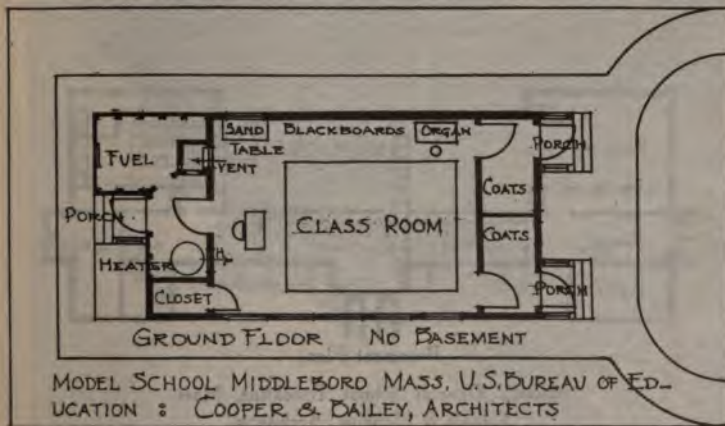 SAND BLACKBOARDS ORGAN
TABLE
FUEL
VENT
PORCH
COATS
PORCH
CLASS ROOM
COATS
HEATER
CLOSET
PORCH
GROUND FLOOR NO BASEMENT
MODEL SCHOOL MIDDLEBORO MASS. U.S. BUREAU OF ED-
UCATION : COOPER & BAILEY, ARCHITECTS